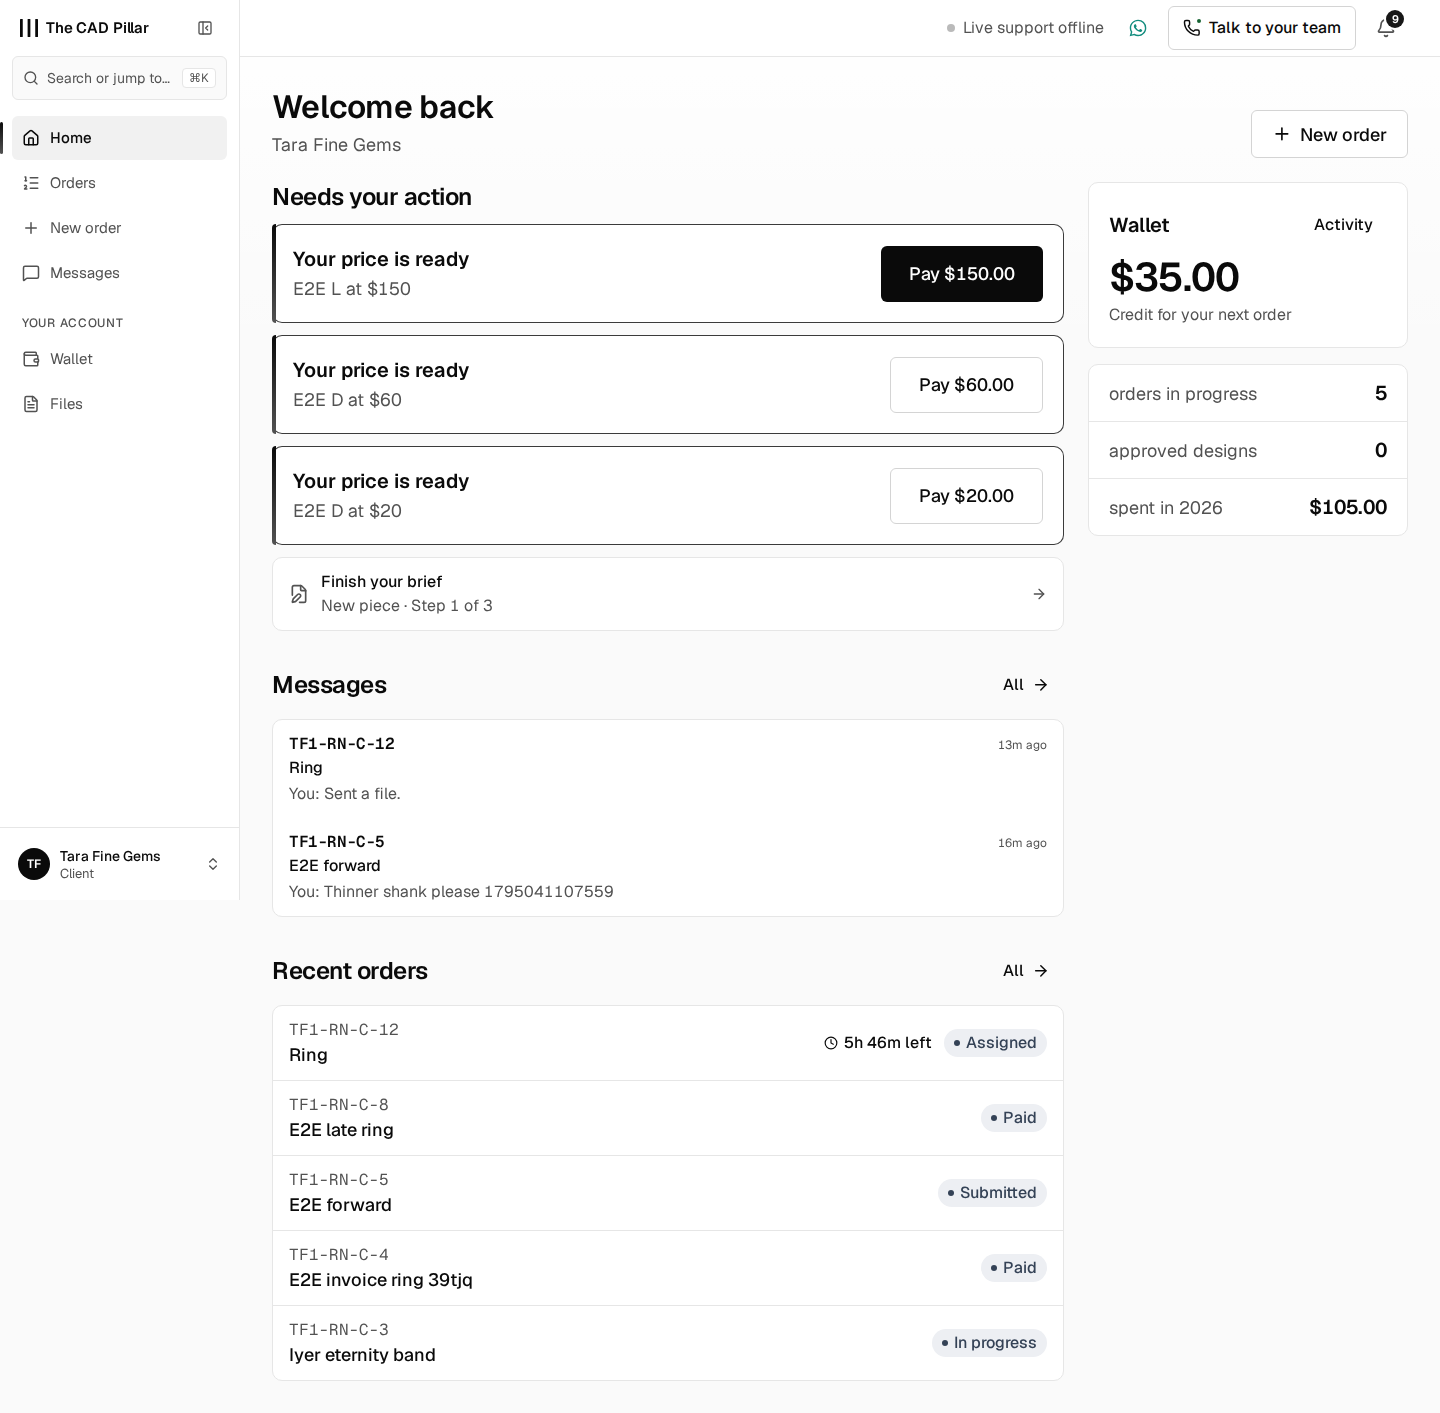 The CAD Pillar
Search or jump to...
⌘K
Home
Orders
New order
Messages
YOUR ACCOUNT
Wallet
Files
TF
Tara Fine Gems
Client
Live support offline
Talk to your team
9
Welcome back
Tara Fine Gems
New order
Needs your action
Your price is ready
E2E L at $150
Pay $150.00
Your price is ready
E2E D at $60
Pay $60.00
Your price is ready
E2E D at $20
Pay $20.00
Finish your brief
New piece · Step 1 of 3
Wallet
Activity
$35.00
Credit for your next order
orders in progress 5
approved designs 0
spent in 2026 $105.00
Messages
All
TF1-RN-C-12
13m ago
Ring
You: Sent a file.
TF1-RN-C-5
16m ago
E2E forward
You: Thinner shank please 1795041107559
Recent orders
All
TF1-RN-C-12
Ring
5h 46m left
Assigned
TF1-RN-C-8
E2E late ring
Paid
TF1-RN-C-5
E2E forward
Submitted
TF1-RN-C-4
E2E invoice ring 39tjq
Paid
TF1-RN-C-3
Iyer eternity band
In progress